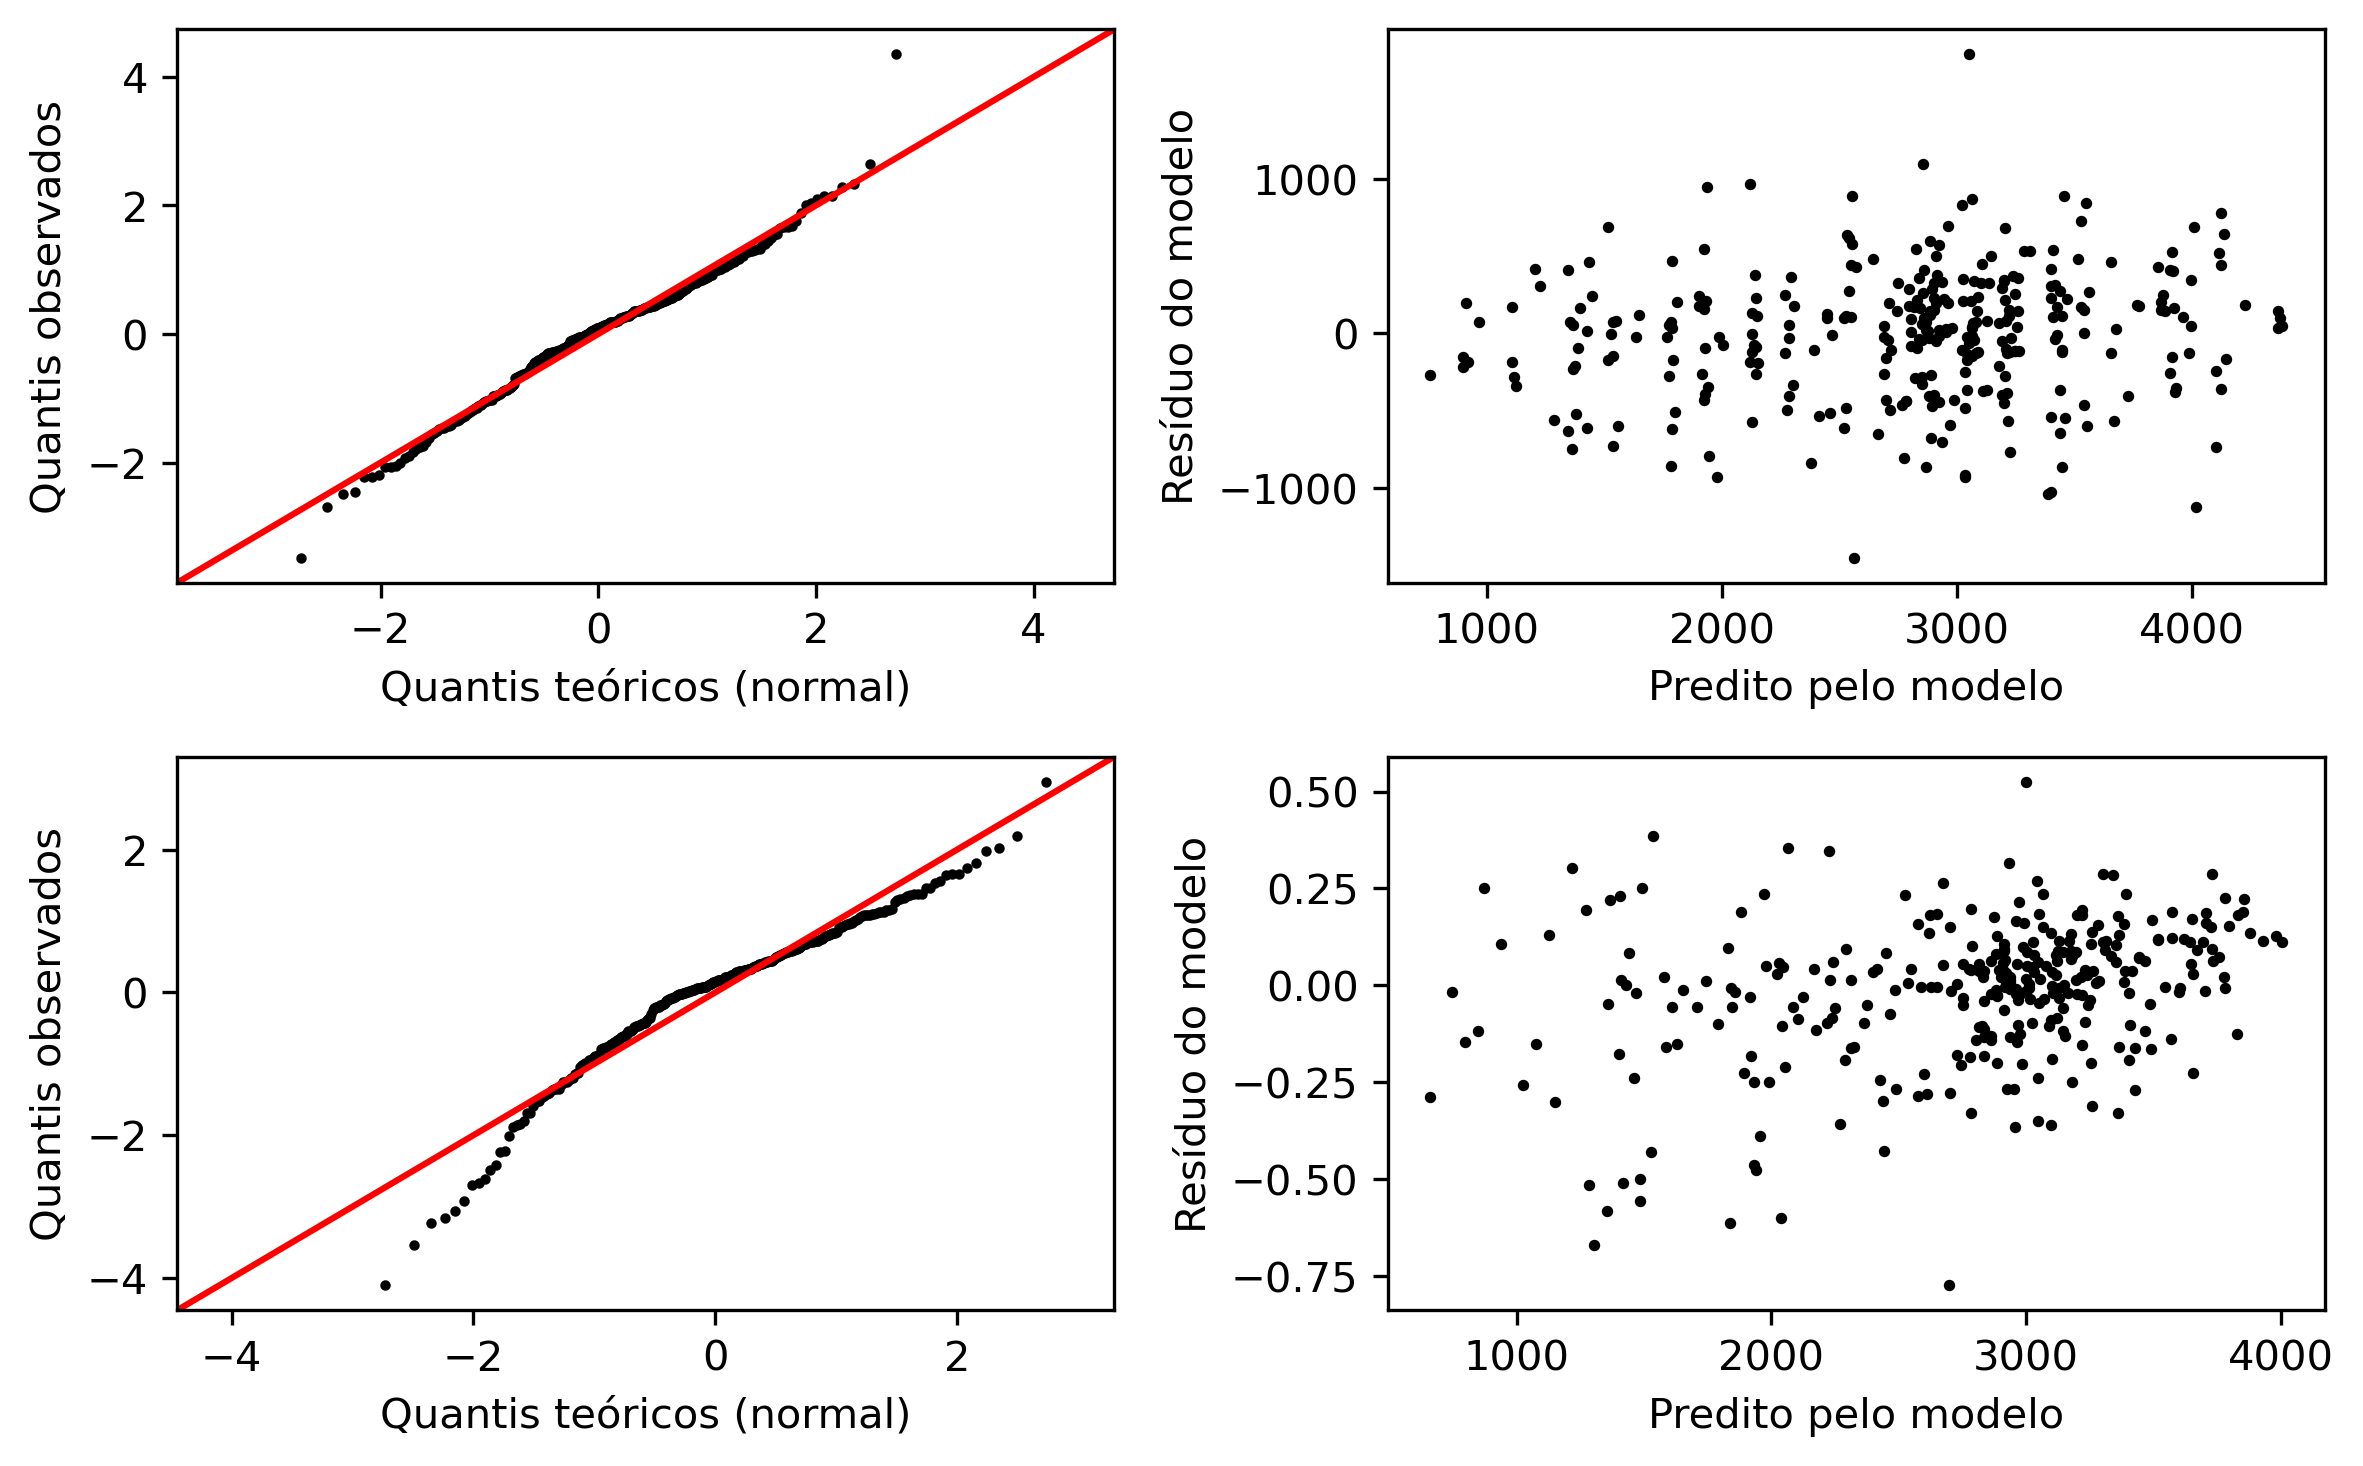 4
2
0
−2
Quantis observados
−2 0 2 4
Quantis teóricos (normal)
1000
0
−1000
Resíduo do modelo
1000 2000 3000 4000
Predito pelo modelo
2
0
−2
−4
Quantis observados
−4 −2 0 2
Quantis teóricos (normal)
0.50
0.25
0.00
−0.25
−0.50
−0.75
Resíduo do modelo
1000 2000 3000 4000
Predito pelo modelo